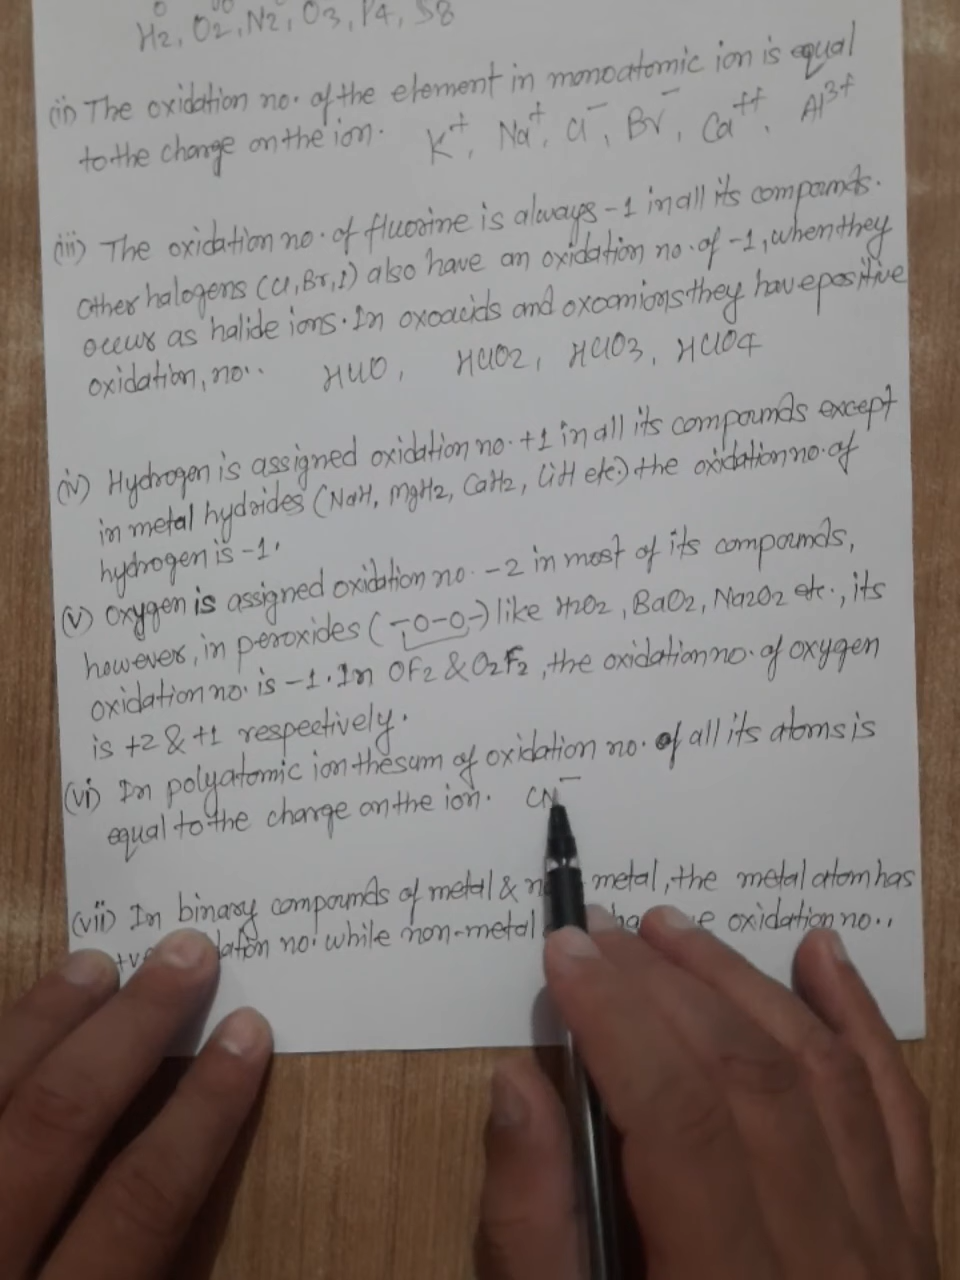 H2, O2, N2, O3, P4, S8
(ii) The oxidation no. of the element in monoatomic ion is equal
to the charge on the ion. K+, Na+, Cl−, Br−, Ca++, Al3+
(iii) The oxidation no. of fluorine is always −1 in all its compounds.
Other halogens (Cl, Br, I) also have an oxidation no. of −1, when they
occur as halide ions. In oxoacids and oxoanions they have positive
oxidation, no.. HClO, HClO2, HClO3, HClO4
(iv) Hydrogen is assigned oxidation no. +1 in all its compounds except
in metal hydrides (NaH, MgH2, CaH2, LiH etc.) the oxidation no. of
hydrogen is −1.
(v) Oxygen is assigned oxidation no. −2 in most of its compounds,
however, in peroxides (−O−O−) like H2O2, BaO2, Na2O2 etc., its
oxidation no. is −1. In OF2 & O2F2, the oxidation no. of oxygen
is +2 & +1 respectively.
(vi) In polyatomic ion the sum of oxidation no. of all its atoms is
equal to the charge on the ion. CN−
(vii) In binary compounds of metal & metal, the metal atom has
no. while non-metal oxidation no..